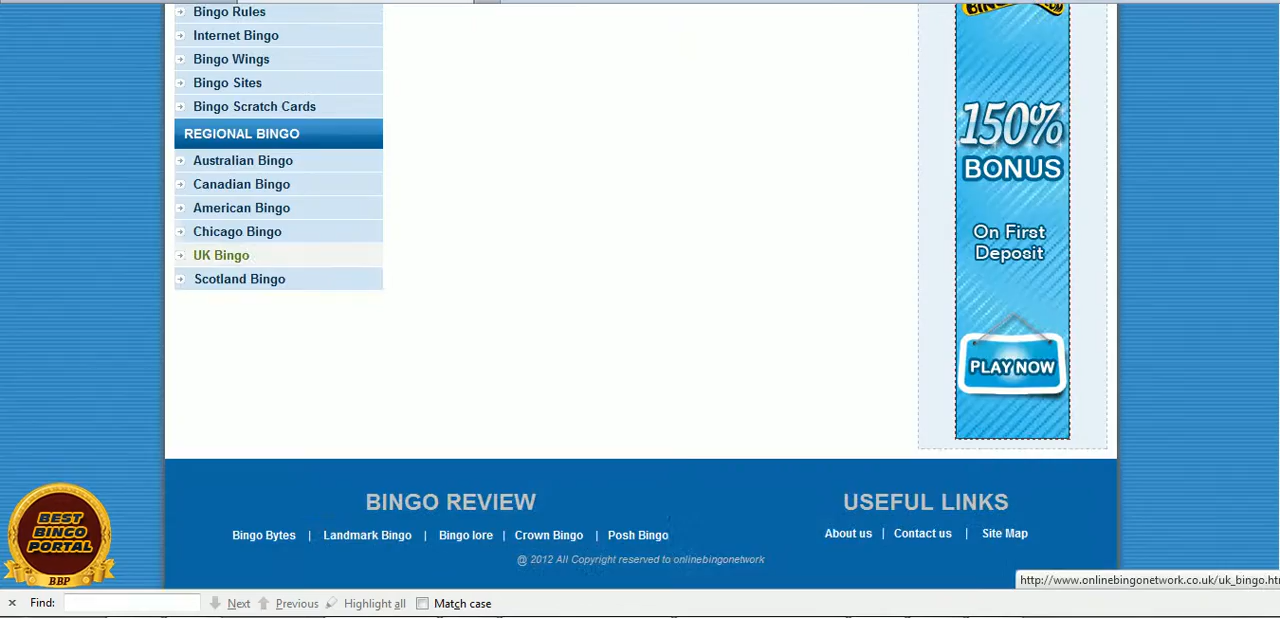 Bingo Rules
Internet Bingo
Bingo Wings
Bingo Sites
Bingo Scratch Cards
REGIONAL BINGO
Australian Bingo
Canadian Bingo
American Bingo
Chicago Bingo
UK Bingo
Scotland Bingo
150%
BONUS
On First
Deposit
PLAY NOW
BINGO REVIEW
Bingo Bytes | Landmark Bingo | Bingo lore | Crown Bingo | Posh Bingo
USEFUL LINKS
About us | Contact us | Site Map
@ 2012 All Copyright reserved to onlinebingonetwork
BEST
BINGO
PORTAL
BBP
http://www.onlinebingonetwork.co.uk/uk_bingo.ht
× Find: Next Previous Highlight all Match case